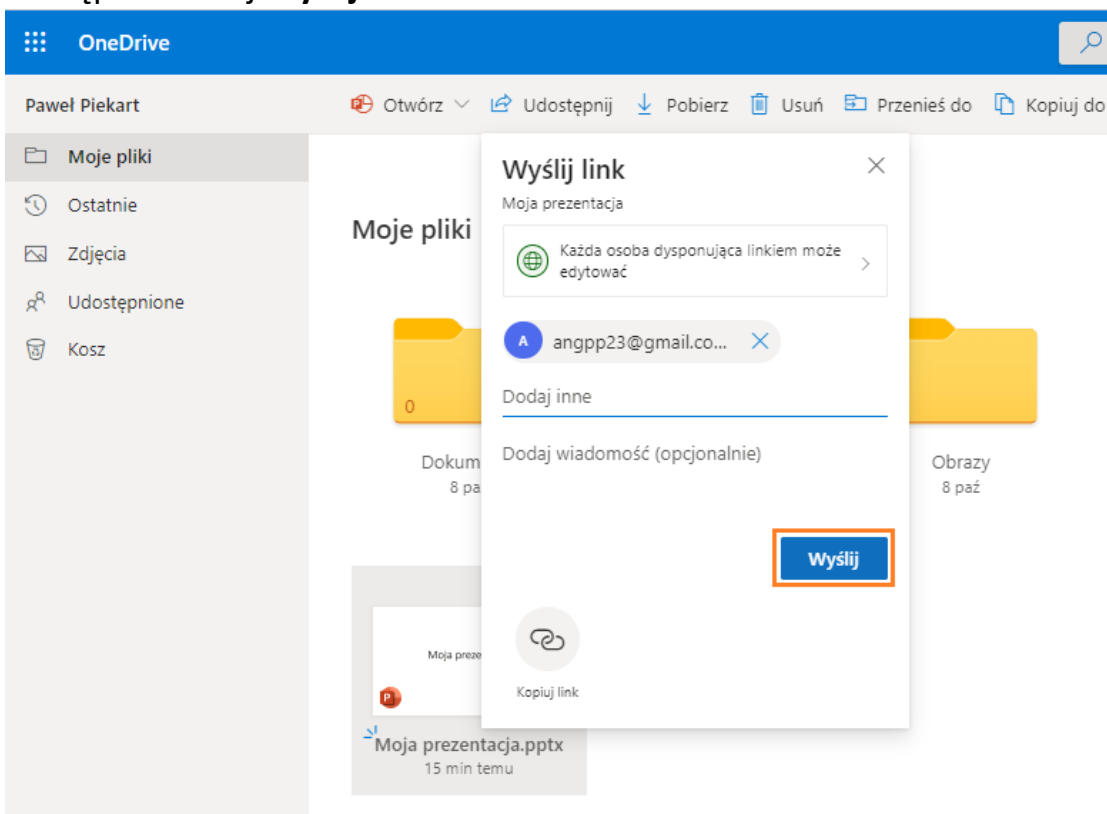 OneDrive
Paweł Piekart
Otwórz
Udostępnij
Pobierz
Usuń
Przenieś do
Kopiuj do
Moje pliki
Ostatnie
Zdjęcia
Udostępnione
Kosz
Moje pliki
Wyślij link
Moja prezentacja
Każda osoba dysponująca linkiem może
edytować
A
angpp23@gmail.co...
Dodaj inne
Dodaj wiadomość (opcjonalnie)
Wyślij
Kopiuj link
0
Dokum
8 pa
Obrazy
8 paź
Moja preze
P
Moja prezentacja.pptx
15 min temu